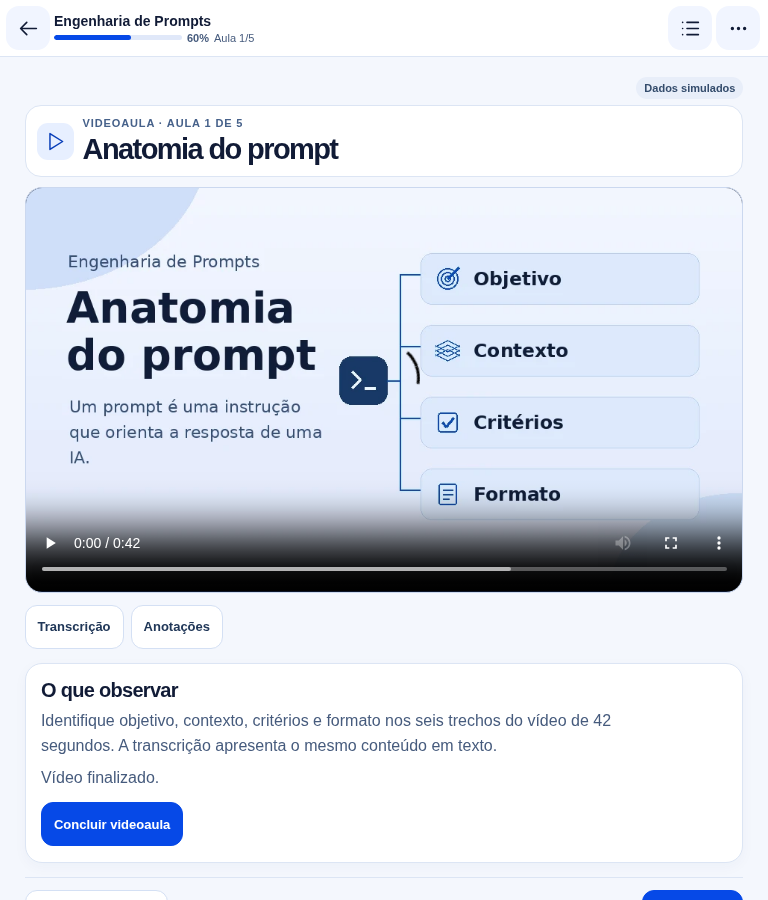 Engenharia de Prompts
60% Aula 1/5
Dados simulados
VIDEOAULA · AULA 1 DE 5
Anatomia do prompt
Engenharia de Prompts
Anatomia
do prompt
Um prompt é uma instrução
que orienta a resposta de uma
IA.
Objetivo
Contexto
Critérios
Formato
0:00 / 0:42
Transcrição
Anotações
O que observar
Identifique objetivo, contexto, critérios e formato nos seis trechos do vídeo de 42
segundos. A transcrição apresenta o mesmo conteúdo em texto.
Vídeo finalizado.
Concluir videoaula